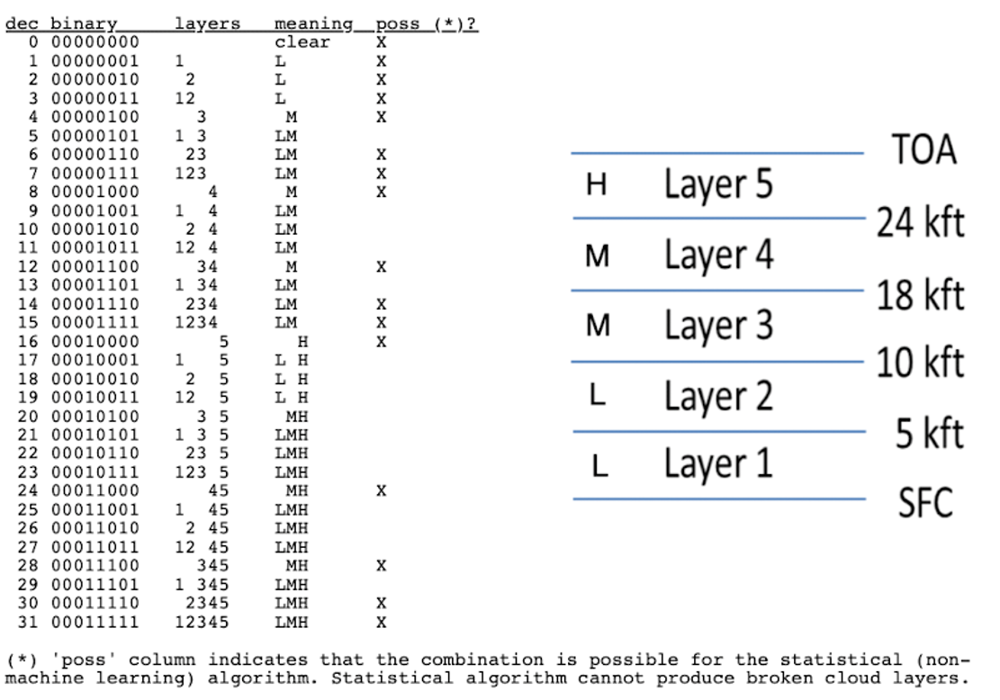 dec binary layers meaning poss (*)?
0 00000000 clear X
1 00000001 1 L X
2 00000010 2 L X
3 00000011 12 L X
4 00000100 3 M X
5 00000101 1 3 LM
6 00000110 23 LM X
7 00000111 123 LM X
8 00001000 4 M X
9 00001001 1 4 LM
10 00001010 2 4 LM
11 00001011 12 4 LM
12 00001100 34 M X
13 00001101 1 34 LM
14 00001110 234 LM X
15 00001111 1234 LM X
16 00010000 5 H X
17 00010001 1 5 L H
18 00010010 2 5 L H
19 00010011 12 5 L H
20 00010100 3 5 MH
21 00010101 1 3 5 LMH
22 00010110 23 5 LMH
23 00010111 123 5 LMH
24 00011000 45 MH X
25 00011001 1 45 LMH
26 00011010 2 45 LMH
27 00011011 12 45 LMH
28 00011100 345 MH X
29 00011101 1 345 LMH
30 00011110 2345 LMH X
31 00011111 12345 LMH X
TOA
H Layer 5
24 kft
M Layer 4
18 kft
M Layer 3
10 kft
L Layer 2
5 kft
L Layer 1
SFC
(*) 'poss' column indicates that the combination is possible for the statistical (non-
machine learning) algorithm. Statistical algorithm cannot produce broken cloud layers.